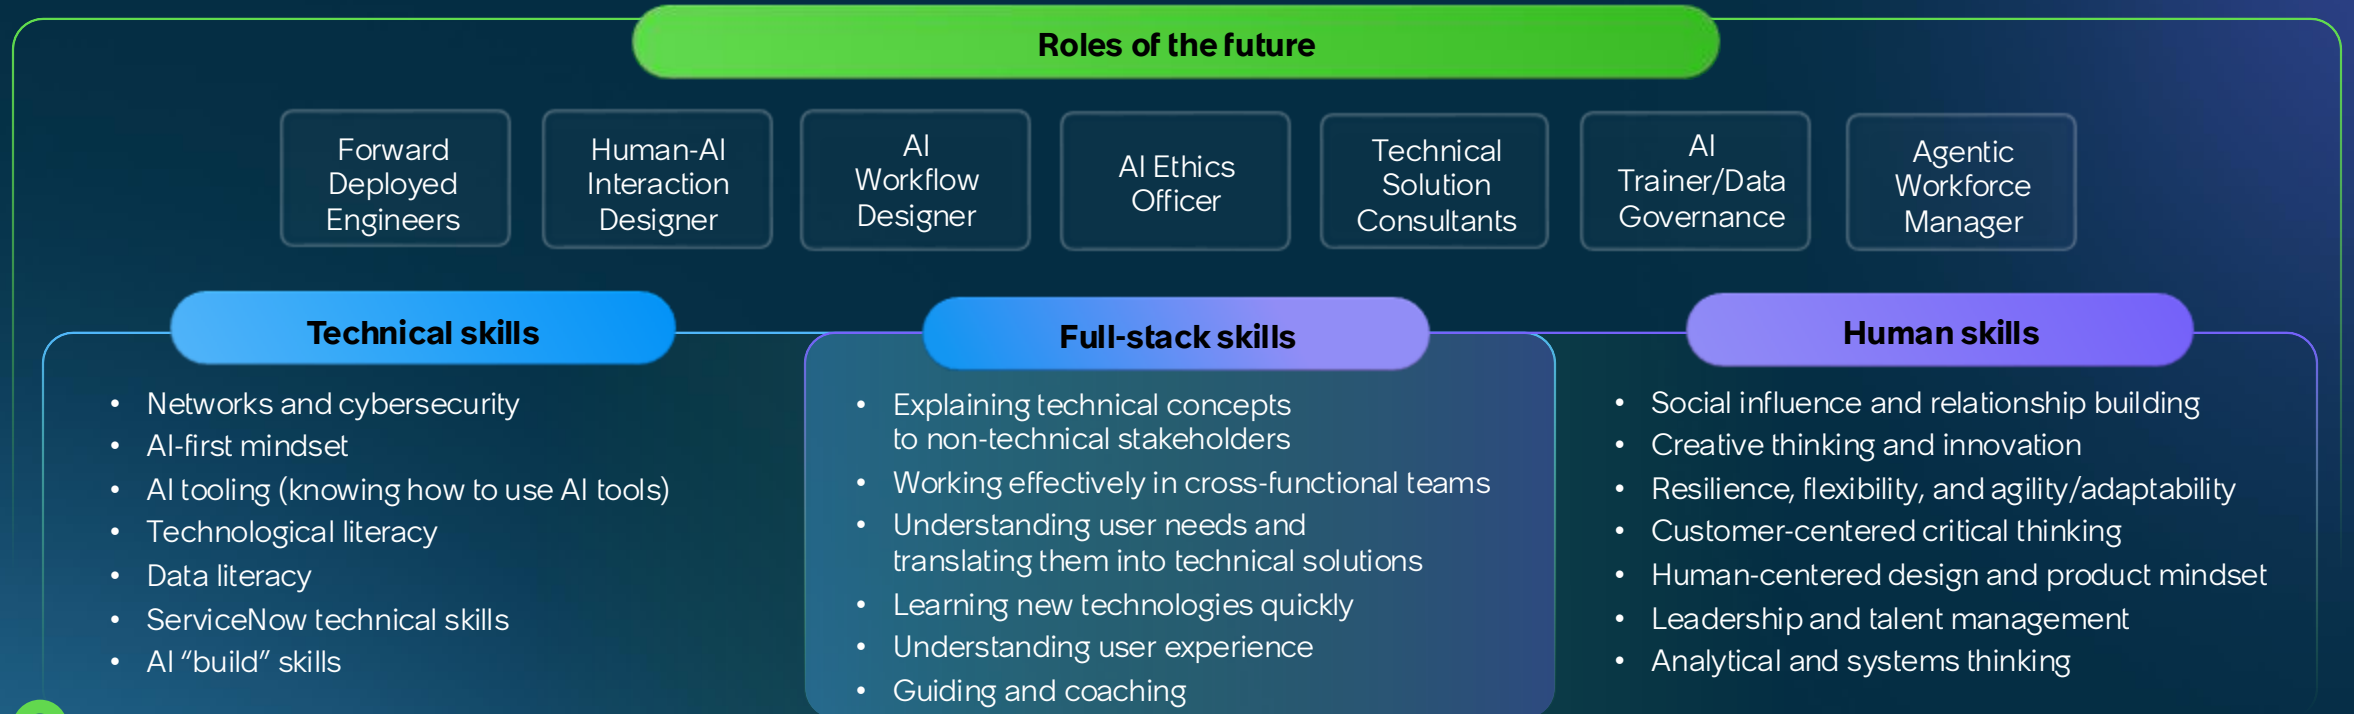 Roles of the future
Forward
Deployed
Engineers
Human-AI
Interaction
Designer
AI
Workflow
Designer
AI Ethics
Officer
Technical
Solution
Consultants
AI
Trainer/Data
Governance
Agentic
Workforce
Manager
Technical skills
• Networks and cybersecurity
• AI-first mindset
• AI tooling (knowing how to use AI tools)
• Technological literacy
• Data literacy
• ServiceNow technical skills
• AI “build” skills
Full-stack skills
• Explaining technical concepts
to non-technical stakeholders
• Working effectively in cross-functional teams
• Understanding user needs and
translating them into technical solutions
• Learning new technologies quickly
• Understanding user experience
• Guiding and coaching
Human skills
• Social influence and relationship building
• Creative thinking and innovation
• Resilience, flexibility, and agility/adaptability
• Customer-centered critical thinking
• Human-centered design and product mindset
• Leadership and talent management
• Analytical and systems thinking